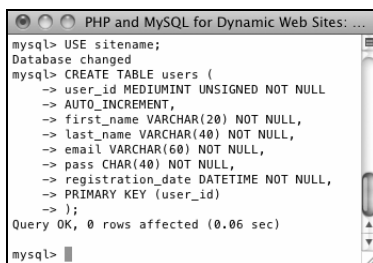 PHP and MySQL for Dynamic Web Sites: ...
mysql> USE sitename;
Database changed
mysql> CREATE TABLE users (
    -> user_id MEDIUMINT UNSIGNED NOT NULL
    -> AUTO_INCREMENT,
    -> first_name VARCHAR(20) NOT NULL,
    -> last_name VARCHAR(40) NOT NULL,
    -> email VARCHAR(60) NOT NULL,
    -> pass CHAR(40) NOT NULL,
    -> registration_date DATETIME NOT NULL,
    -> PRIMARY KEY (user_id)
    -> );
Query OK, 0 rows affected (0.06 sec)
mysql>